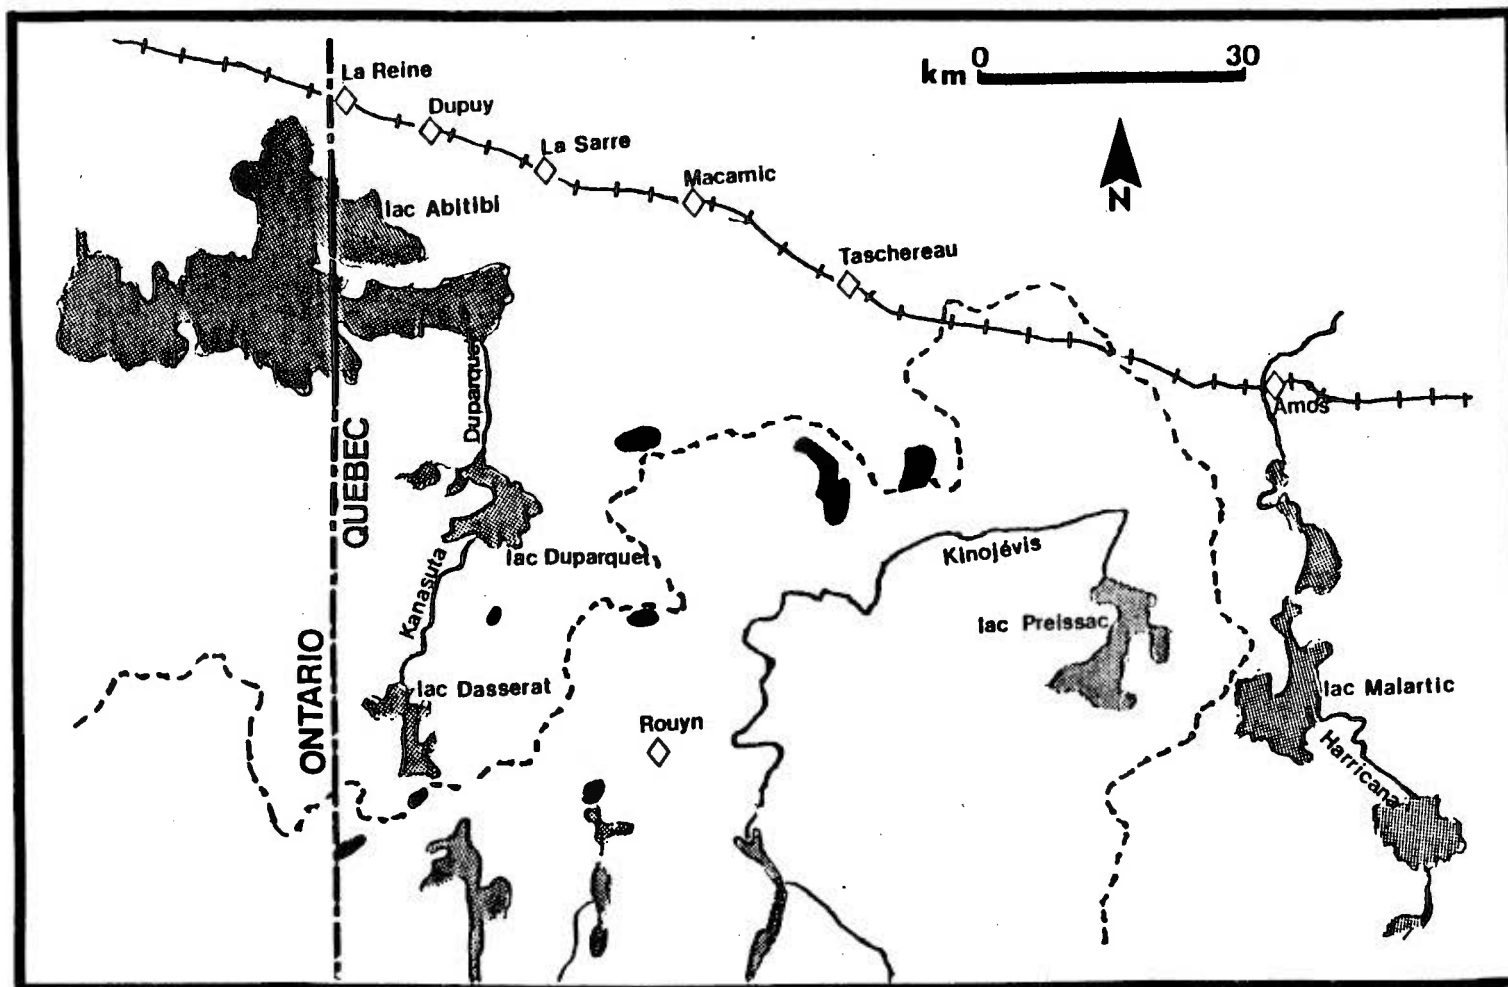 0 30
km
La Reine
Dupuy
La Sarre
Macamic
N
lac Abitibi
Taschereau
Duparquet
Amos
QUEBEC
Kinojévis
lac Duparquet
Kanasuta
lac Preissac
ONTARIO
lac Dasserat
lac Malartic
Rouyn
Harricana